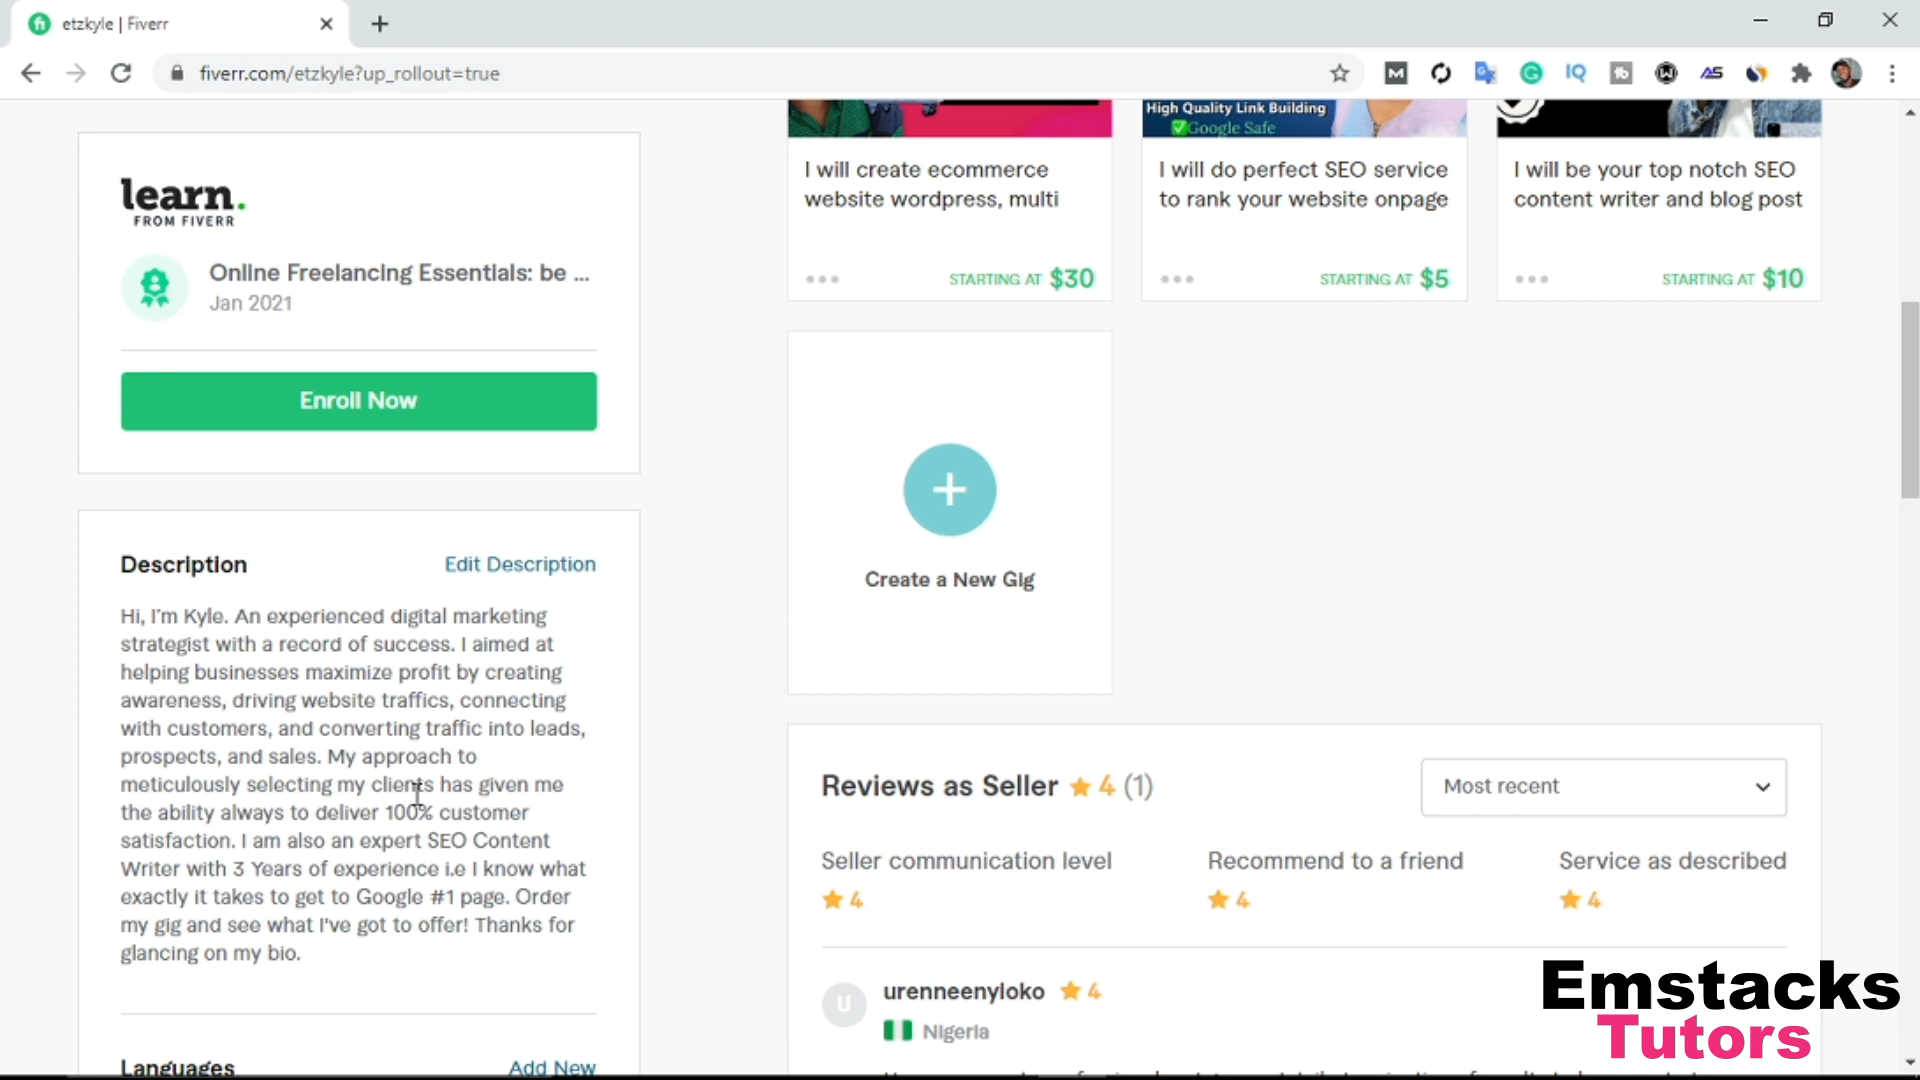 etzkyle | Fiverr
fiverr.com/etzkyle?up_rollout=true
learn.
FROM FIVERR
Online Freelancing Essentials: be ...
Jan 2021
Enroll Now
Description
Edit Description
Hi, I'm Kyle. An experienced digital marketing
strategist with a record of success. I aimed at
helping businesses maximize profit by creating
awareness, driving website traffics, connecting
with customers, and converting traffic into leads,
prospects, and sales. My approach to
meticulously selecting my clients has given me
the ability always to deliver 100% customer
satisfaction. I am also an expert SEO Content
Writer with 3 Years of experience i.e I know what
exactly it takes to get to Google #1 page. Order
my gig and see what I've got to offer! Thanks for
glancing on my bio.
Languages
Add New
High Quality Link Building
Google Safe
I will create ecommerce
website wordpress, multi
STARTING AT $30
I will do perfect SEO service
to rank your website onpage
STARTING AT $5
I will be your top notch SEO
content writer and blog post
STARTING AT $10
Create a New Gig
Reviews as Seller 4 (1)
Most recent
Seller communication level
4
Recommend to a friend
4
Service as described
4
U
urenneenyioko 4
Nigeria
Emstacks
Tutors